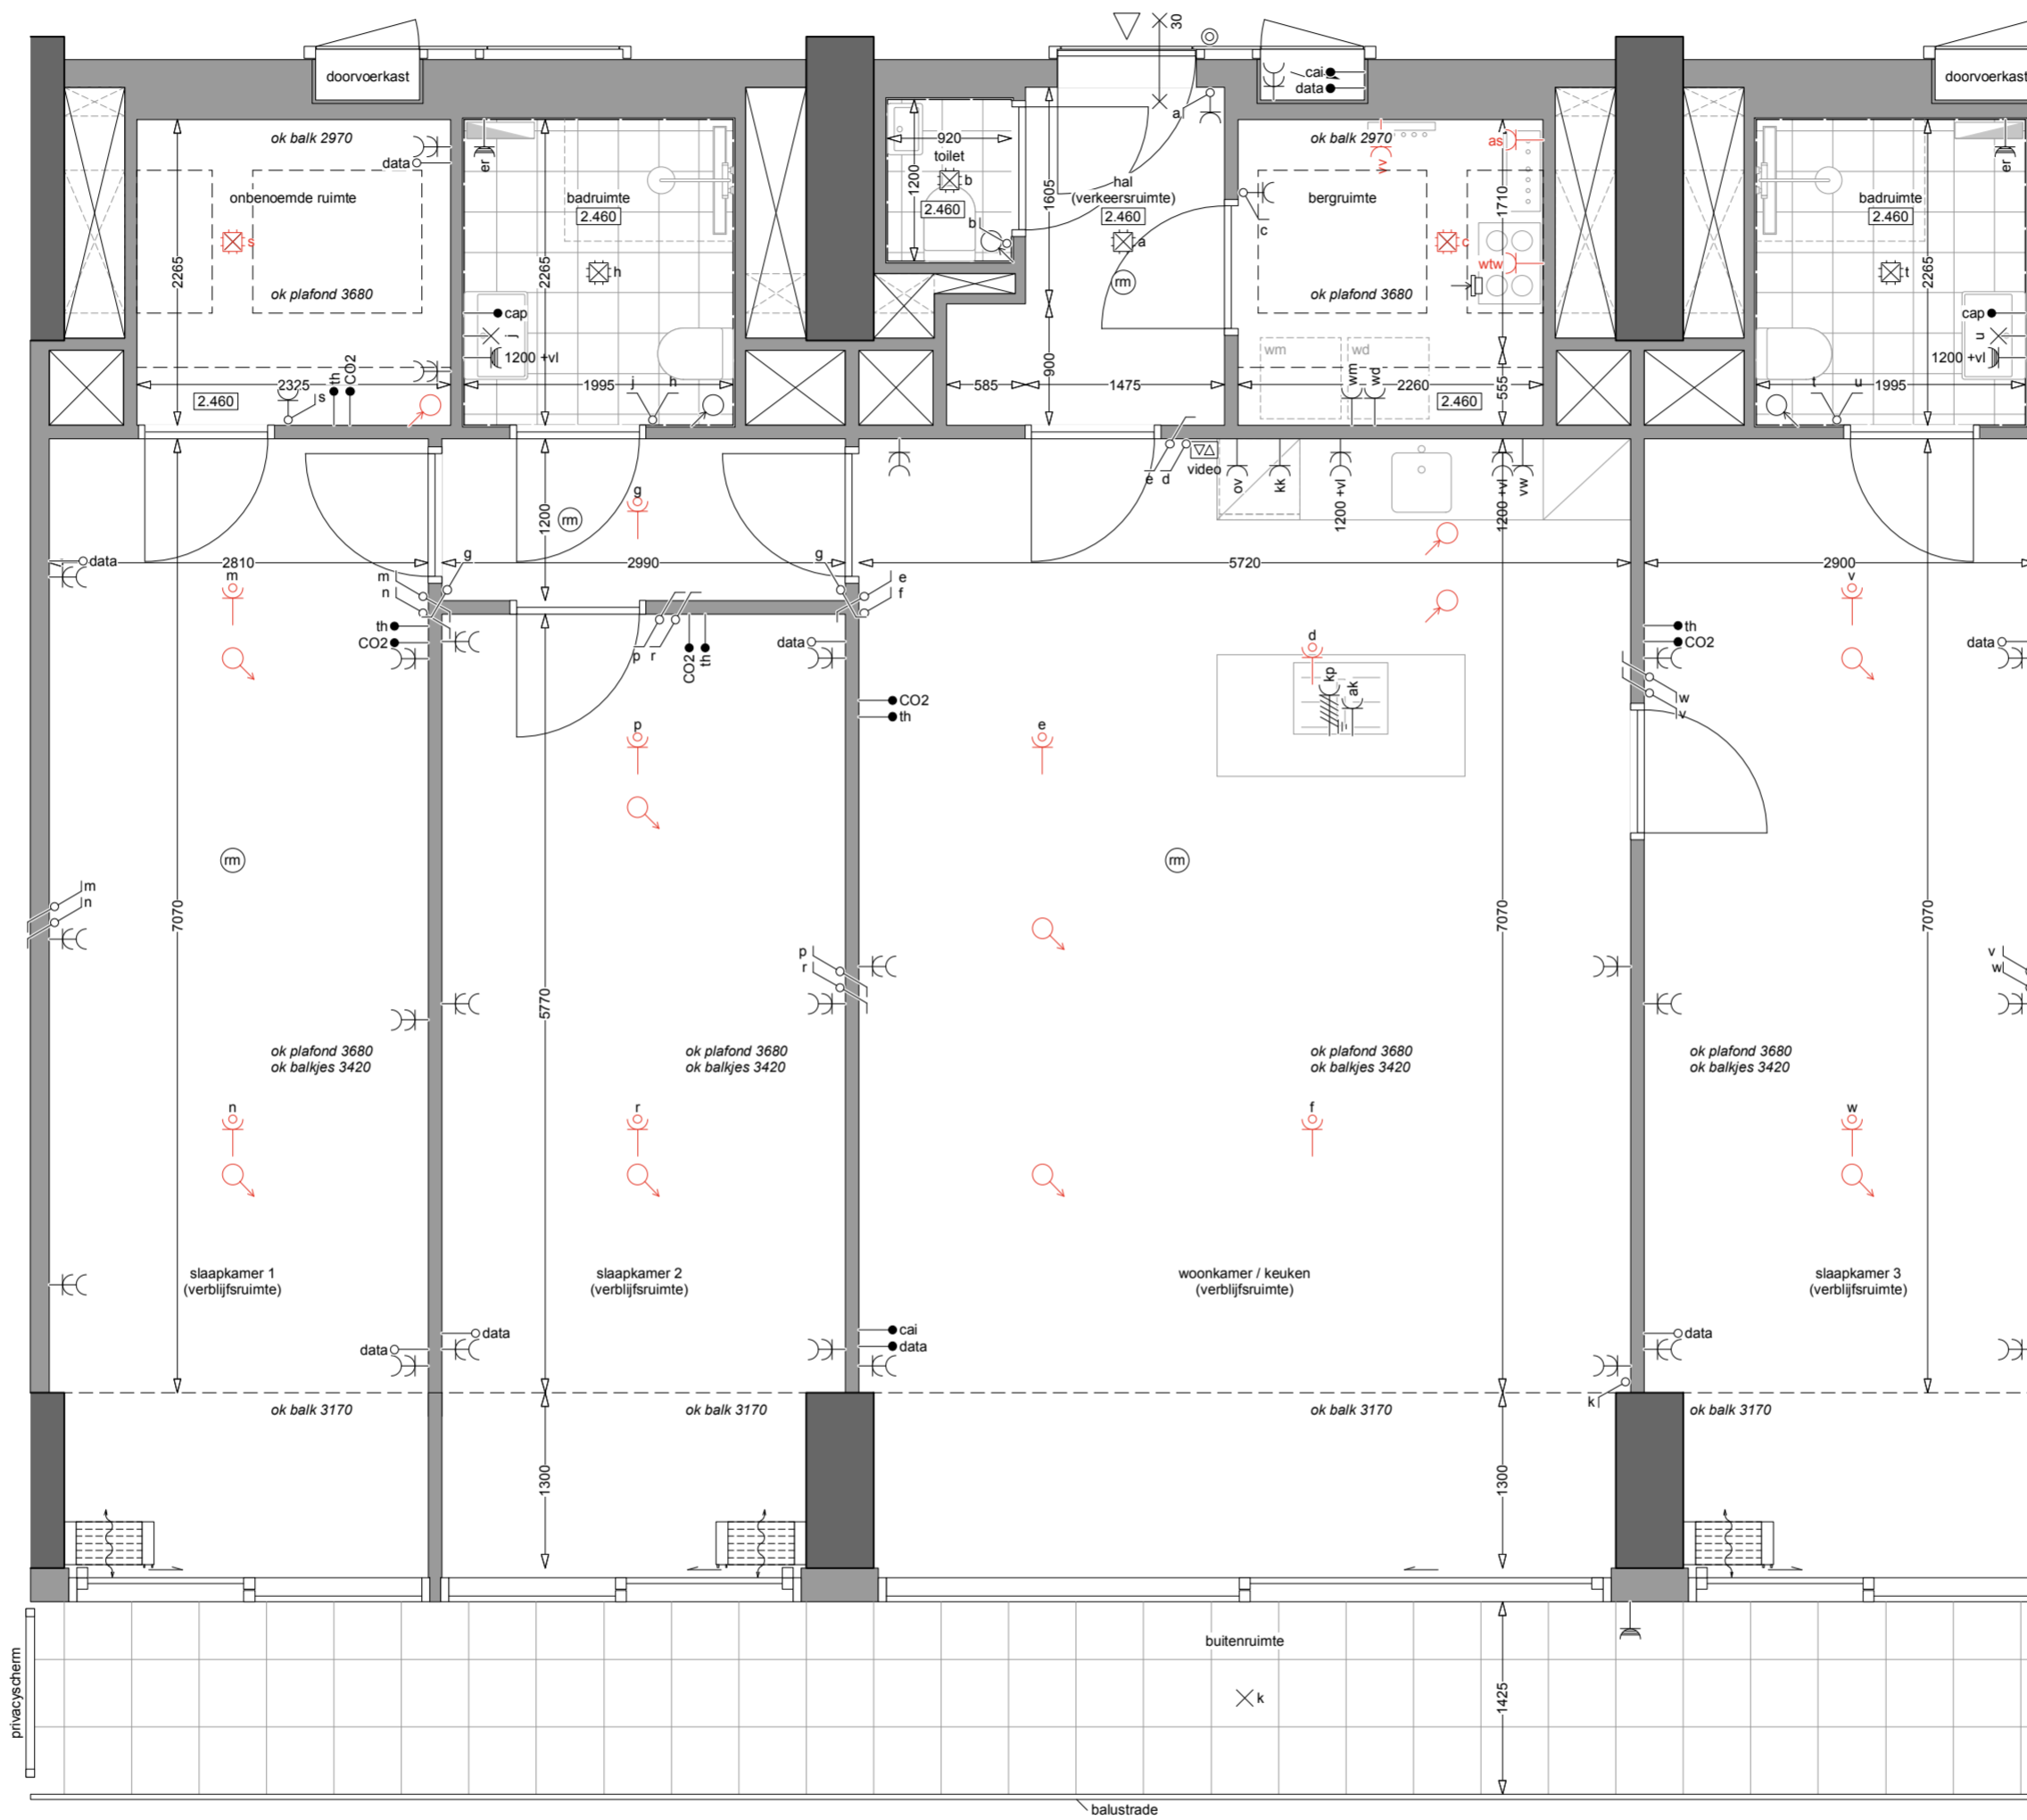 30
doorvoerkast
cai
data
doorvoerkast
ok balk 2970
data
er
920
toilet
b
1200
2.460
b
a
1605
hal
(verkeersruimte)
2.460
a
rm
ok balk 2970
rv
as
1710
onbenoemde ruimte
badruimte
2.460
bergruimte
c
c
wtw
badruimte
2.460
er
s
2265
2265
h
t
2265
ok plafond 3680
ok plafond 3680
cap
j
1200 +vl
cap
u
1200 +vl
wm
wd
wm
wd
900
555
2325
th
CO2
s
2.460
1995
j
h
585
1475
2260
2.460
1995
t
u
e
d
video
ov
kk
1200 +vl
1200 +vl
vw
g
rm
1200
data
2810
g
2990
g
5720
2900
m
m
n
e
f
v
th
CO2
p
r
CO2
th
data
d
kp
ak
th
CO2
data
w
v
CO2
th
p
e
rm
rm
m
n
7070
7070
7070
p
r
v
w
5770
ok plafond 3680
ok balkjes 3420
ok plafond 3680
ok balkjes 3420
ok plafond 3680
ok balkjes 3420
ok plafond 3680
ok balkjes 3420
n
r
f
w
slaapkamer 1
(verblijfsruimte)
slaapkamer 2
(verblijfsruimte)
woonkamer / keuken
(verblijfsruimte)
slaapkamer 3
(verblijfsruimte)
data
data
cai
data
data
k
ok balk 3170
ok balk 3170
ok balk 3170
ok balk 3170
1300
1300
privacyscherm
buitenruimte
k
1425
balustrade